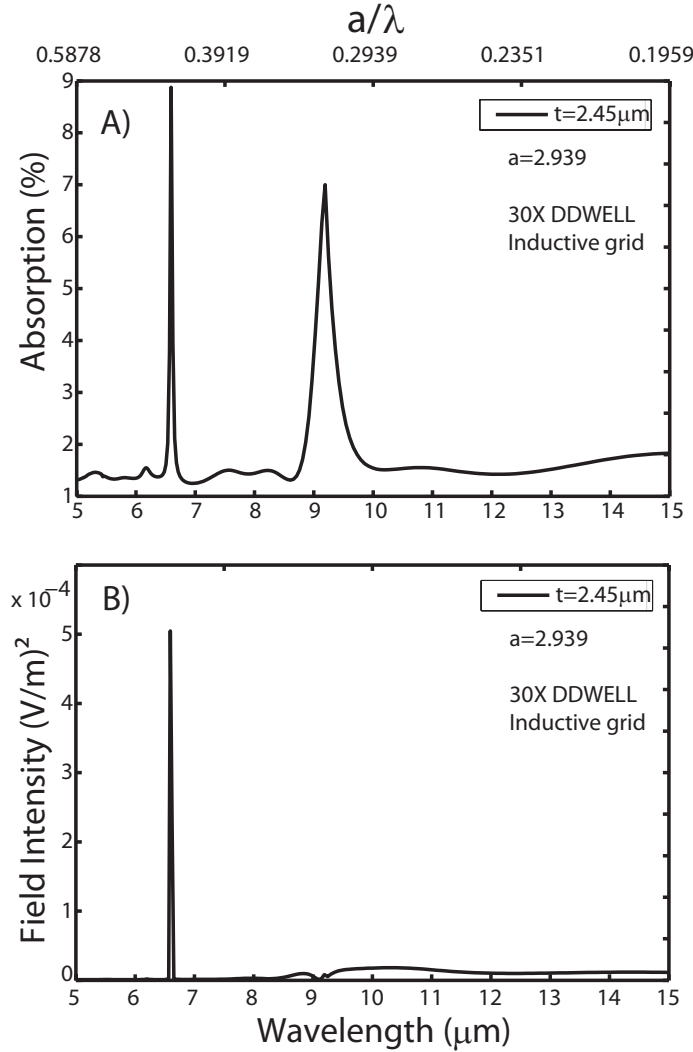 a/λ
0.5878 0.3919 0.2939 0.2351 0.1959
A)
t=2.45μm
a=2.939
30X DDWELL
Inductive grid
Absorption (%)
9
8
7
6
5
4
3
2
1
5 6 7 8 9 10 11 12 13 14 15
B)
x 10⁻⁴
t=2.45μm
a=2.939
30X DDWELL
Inductive grid
Field Intensity (V/m)²
5
4
3
2
1
0
5 6 7 8 9 10 11 12 13 14 15
Wavelength (μm)